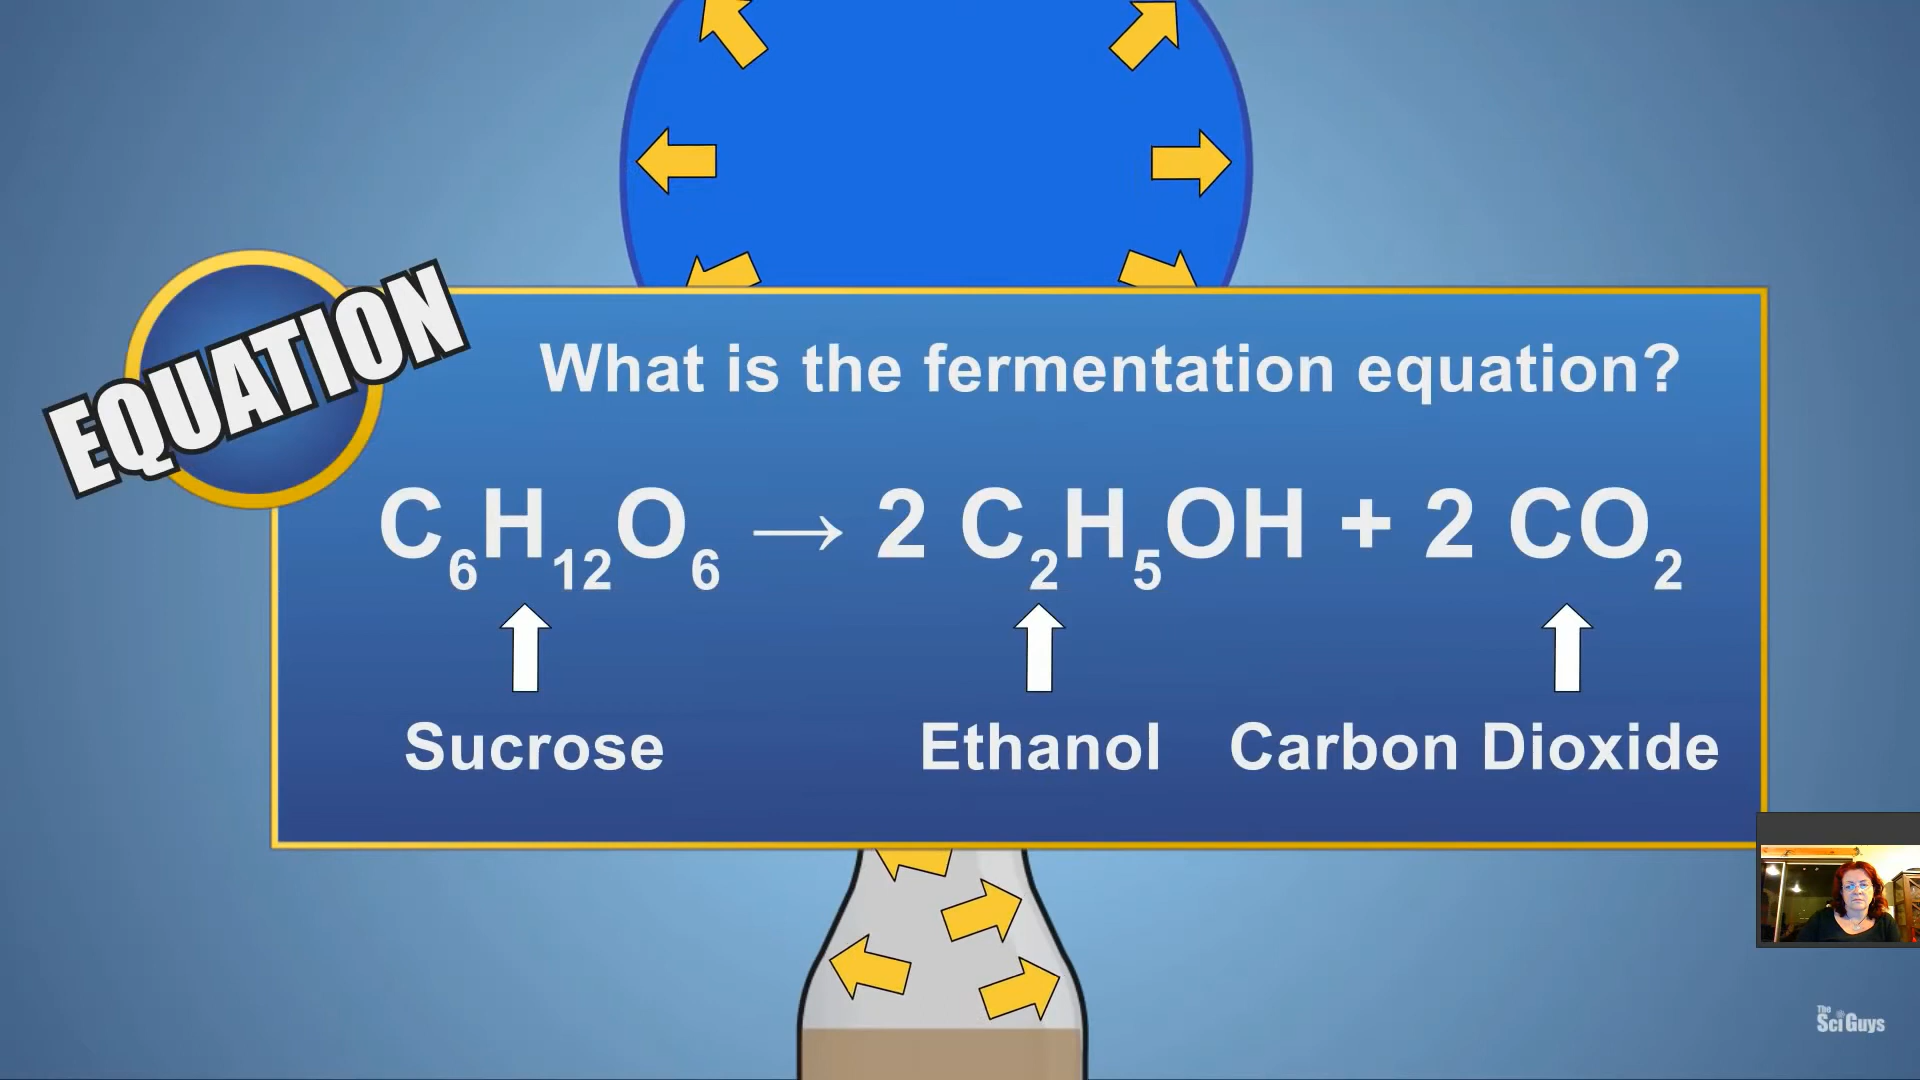 EQUATION
What is the fermentation equation?
C₆H₁₂O₆ → 2 C₂H₅OH + 2 CO₂
Sucrose Ethanol Carbon Dioxide
The
Sci Guys